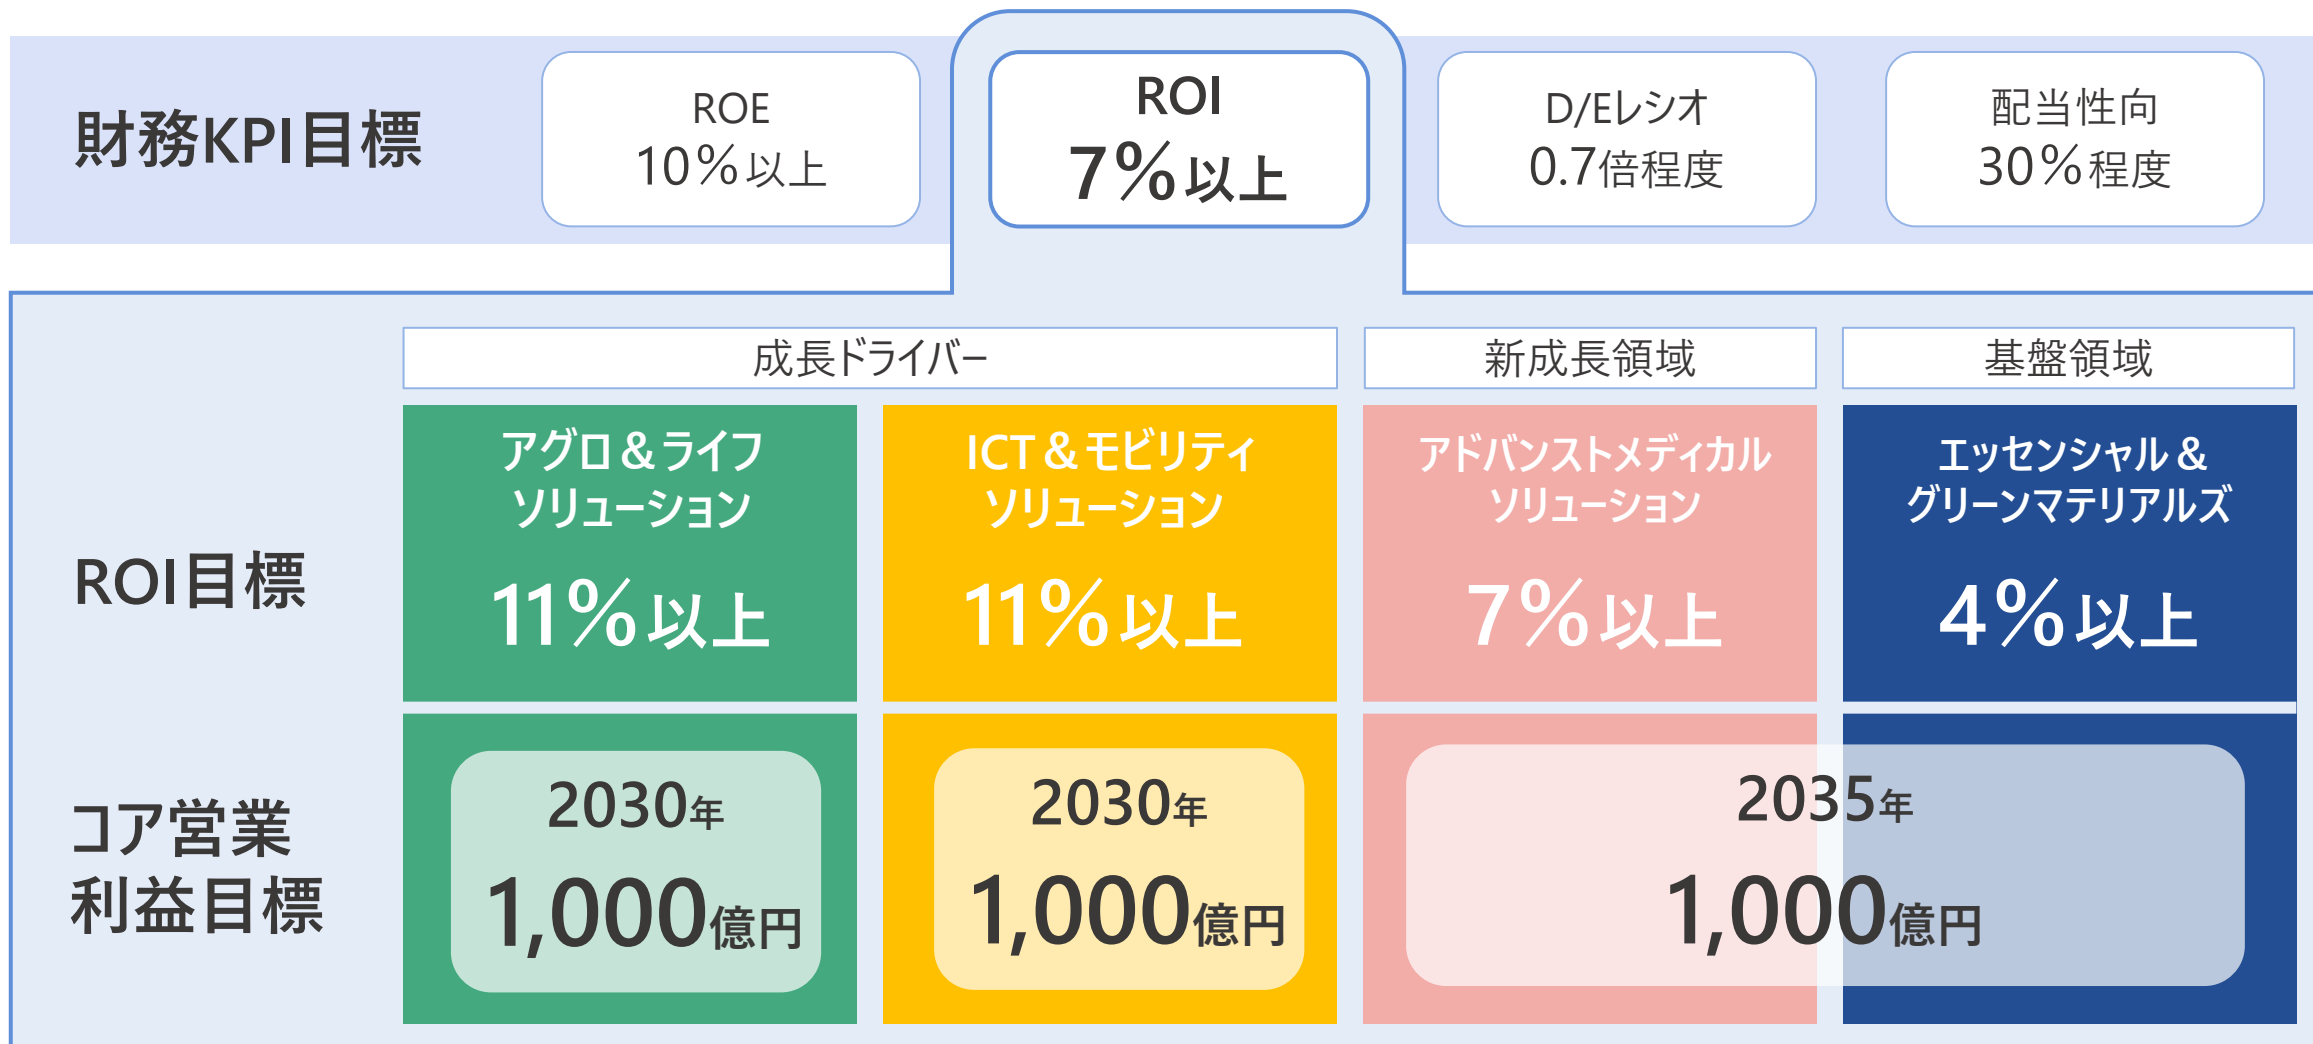 財務KPI目標
ROE
10%以上
ROI
7%以上
D/Eレシオ
0.7倍程度
配当性向
30%程度
成長ドライバー
新成長領域
基盤領域
ROI目標
アグロ&ライフ
ソリューション
11%以上
ICT&モビリティ
ソリューション
11%以上
アドバンストメディカル
ソリューション
7%以上
エッセンシャル&
グリーンマテリアルズ
4%以上
コア営業
利益目標
2030年
1,000億円
2030年
1,000億円
2035年
1,000億円